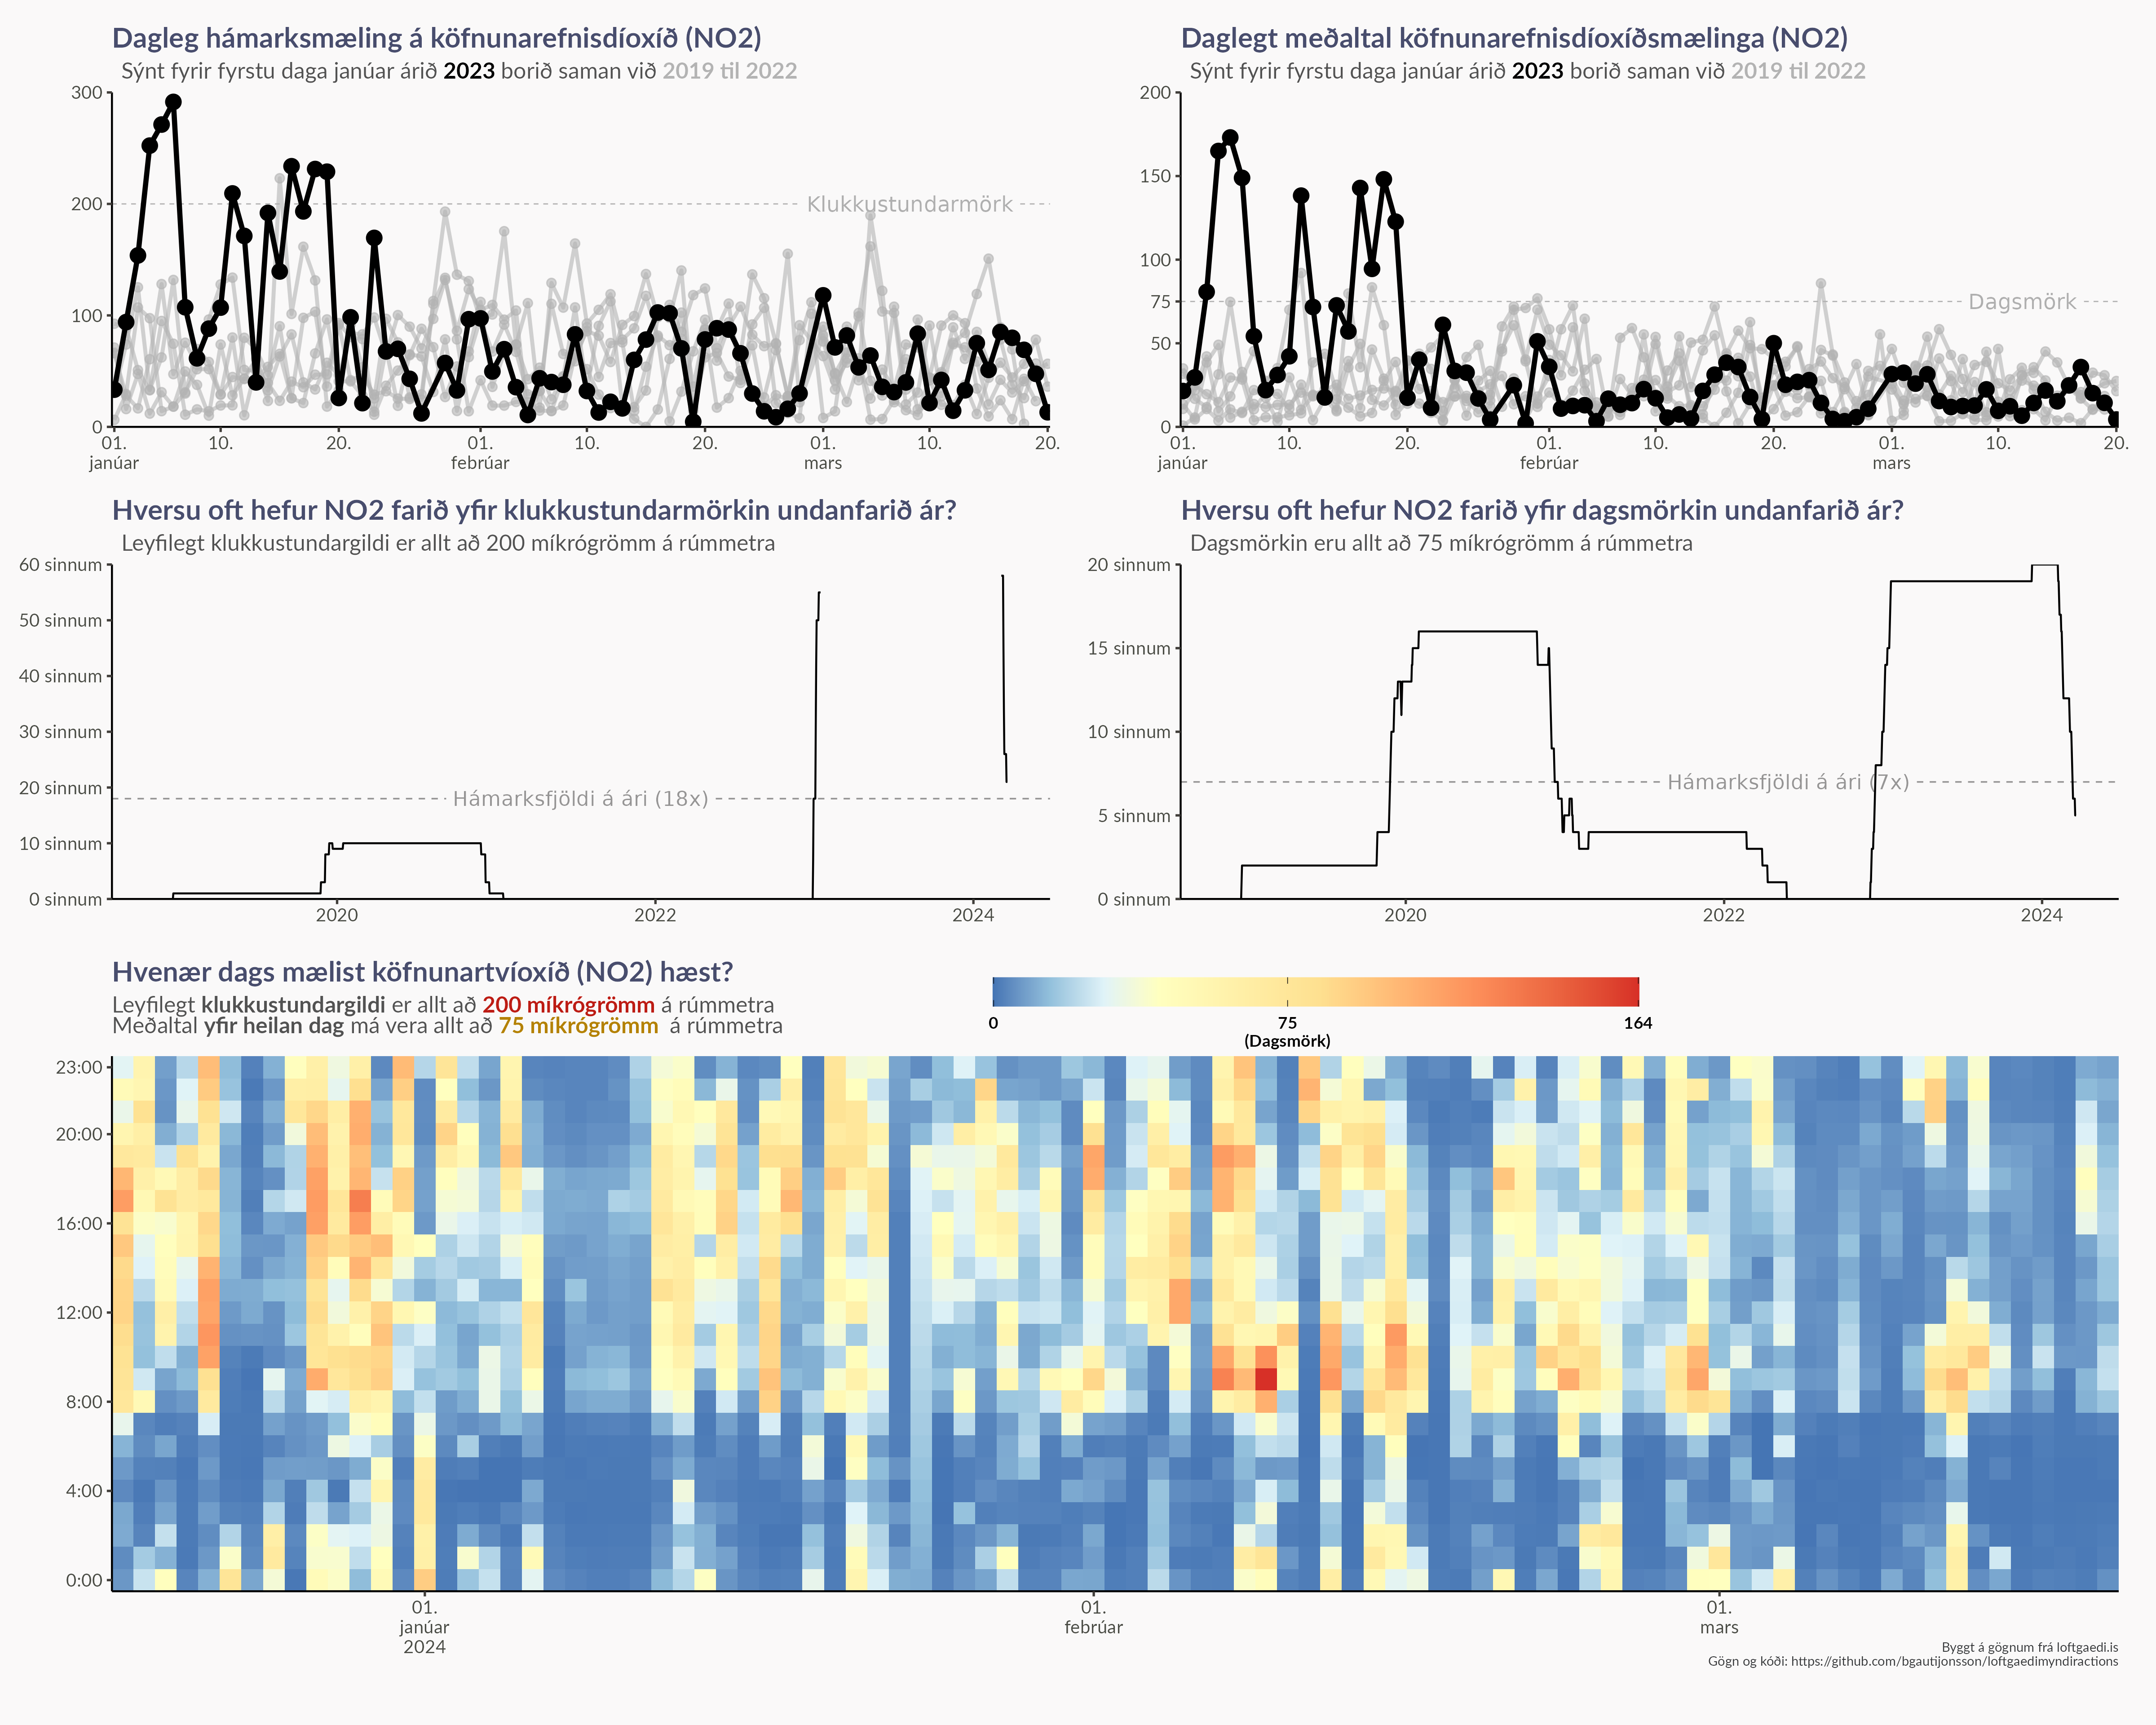 Dagleg hámarksmæling á köfnunarefnisdíoxíð (NO2)
Sýnt fyrir fyrstu daga janúar árið 2023 borið saman við 2019 til 2022
300
200
100
0
Klukkustundarmörk
01. 10. 20. 01. 10. 20. 01. 10. 20.
janúar febrúar mars
Daglegt meðaltal köfnunarefnisdíoxíðsmælinga (NO2)
Sýnt fyrir fyrstu daga janúar árið 2023 borið saman við 2019 til 2022
200
150
100
75
50
0
Dagsmörk
01. 10. 20. 01. 10. 20. 01. 10. 20.
janúar febrúar mars
Hversu oft hefur NO2 farið yfir klukkustundarmörkin undanfarið ár?
Leyfilegt klukkustundargildi er allt að 200 míkrógrömm á rúmmetra
60 sinnum
50 sinnum
40 sinnum
30 sinnum
20 sinnum
10 sinnum
0 sinnum
Hámarksfjöldi á ári (18x)
2020 2022 2024
Hversu oft hefur NO2 farið yfir dagsmörkin undanfarið ár?
Dagsmörkin eru allt að 75 míkrógrömm á rúmmetra
20 sinnum
15 sinnum
10 sinnum
5 sinnum
0 sinnum
Hámarksfjöldi á ári (7x)
2020 2022 2024
Hvenær dags mælist köfnunartvíoxíð (NO2) hæst?
Leyfilegt klukkustundargildi er allt að 200 míkrógrömm á rúmmetra
Meðaltal yfir heilan dag má vera allt að 75 míkrógrömm á rúmmetra
0 75 164
(Dagsmörk)
23:00
20:00
16:00
12:00
8:00
4:00
0:00
01. 01. 01.
janúar febrúar mars
2024
Byggt á gögnum frá loftgaedi.is
Gögn og kóði: https://github.com/bgautijonsson/loftgaedimyndiractions